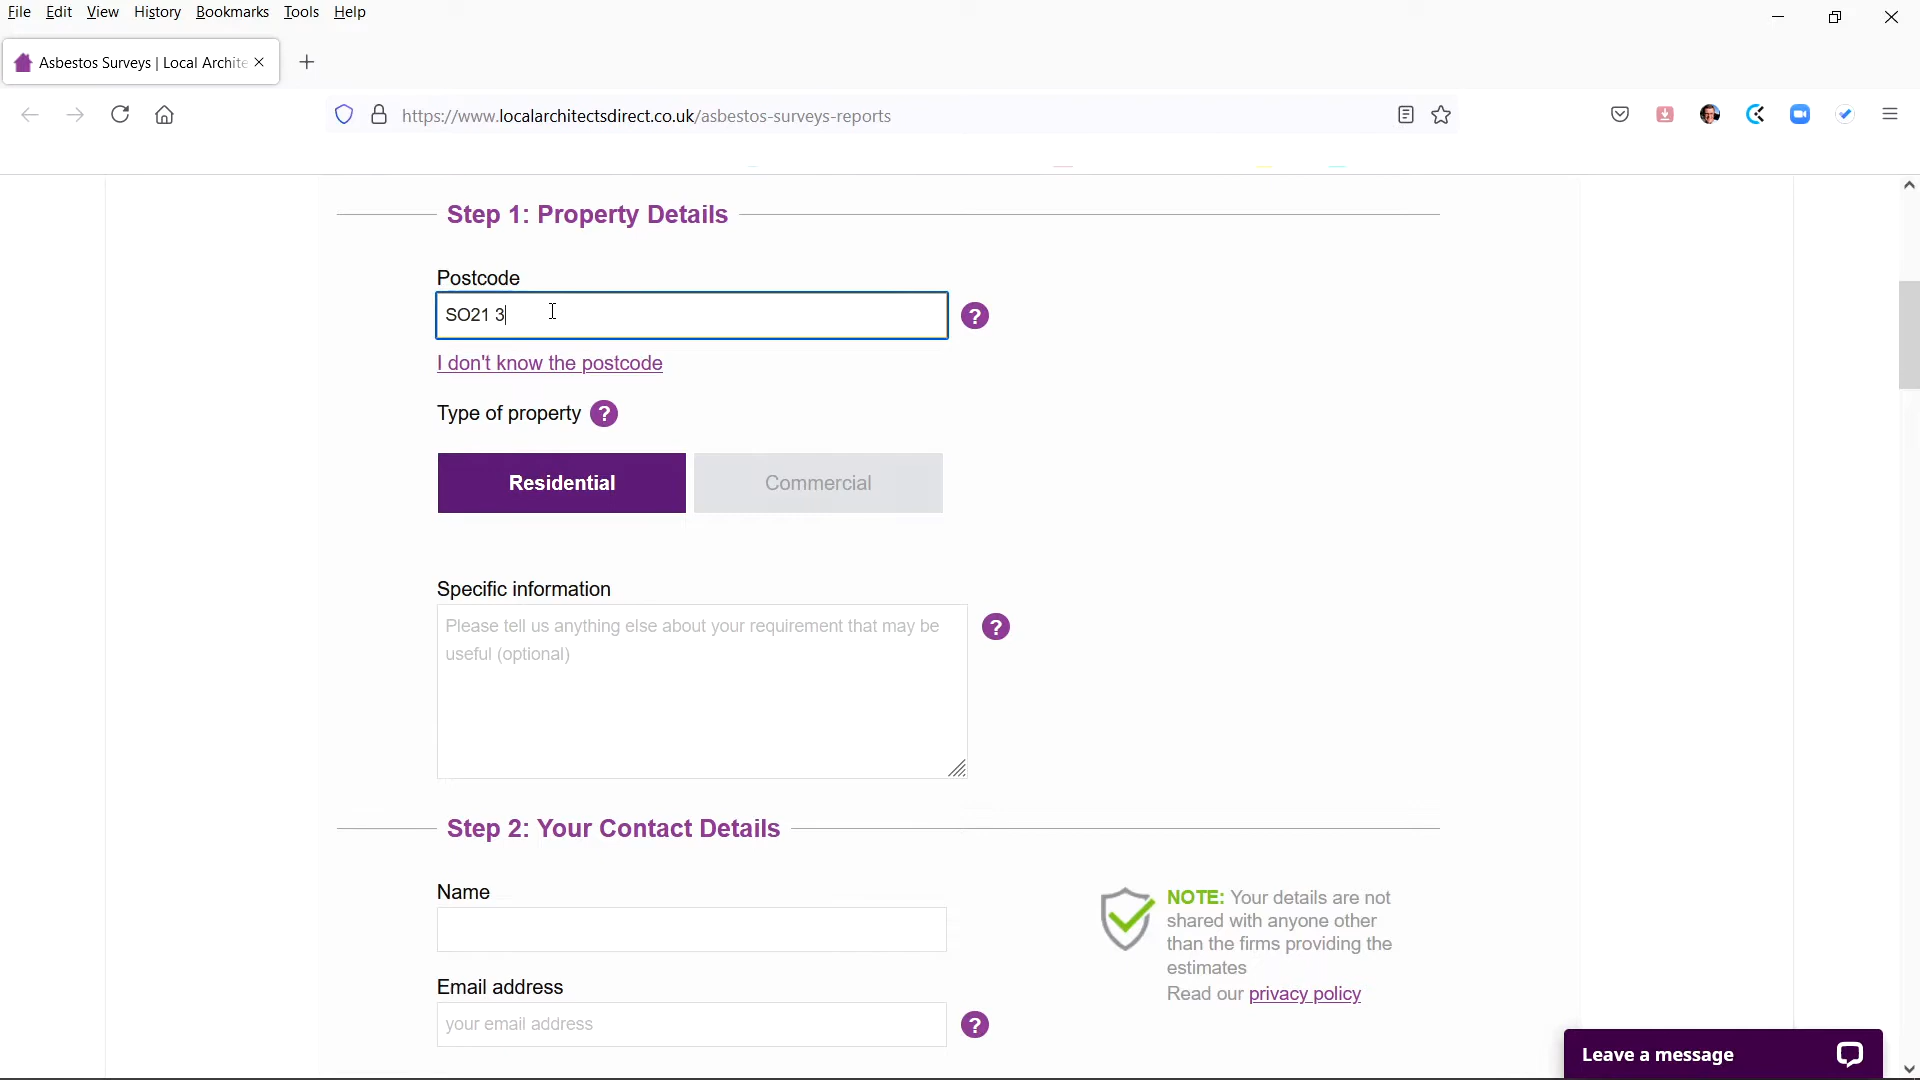 File Edit View History Bookmarks Tools Help
Asbestos Surveys | Local Archite
https://www.localarchitectsdirect.co.uk/asbestos-surveys-reports
Step 1: Property Details
Postcode
SO21 3
?
I don't know the postcode
Type of property ?
Residential Commercial
Specific information
Please tell us anything else about your requirement that may be
useful (optional)
?
Step 2: Your Contact Details
Name
NOTE: Your details are not
shared with anyone other
than the firms providing the
estimates
Read our privacy policy
Email address
your email address
?
Leave a message